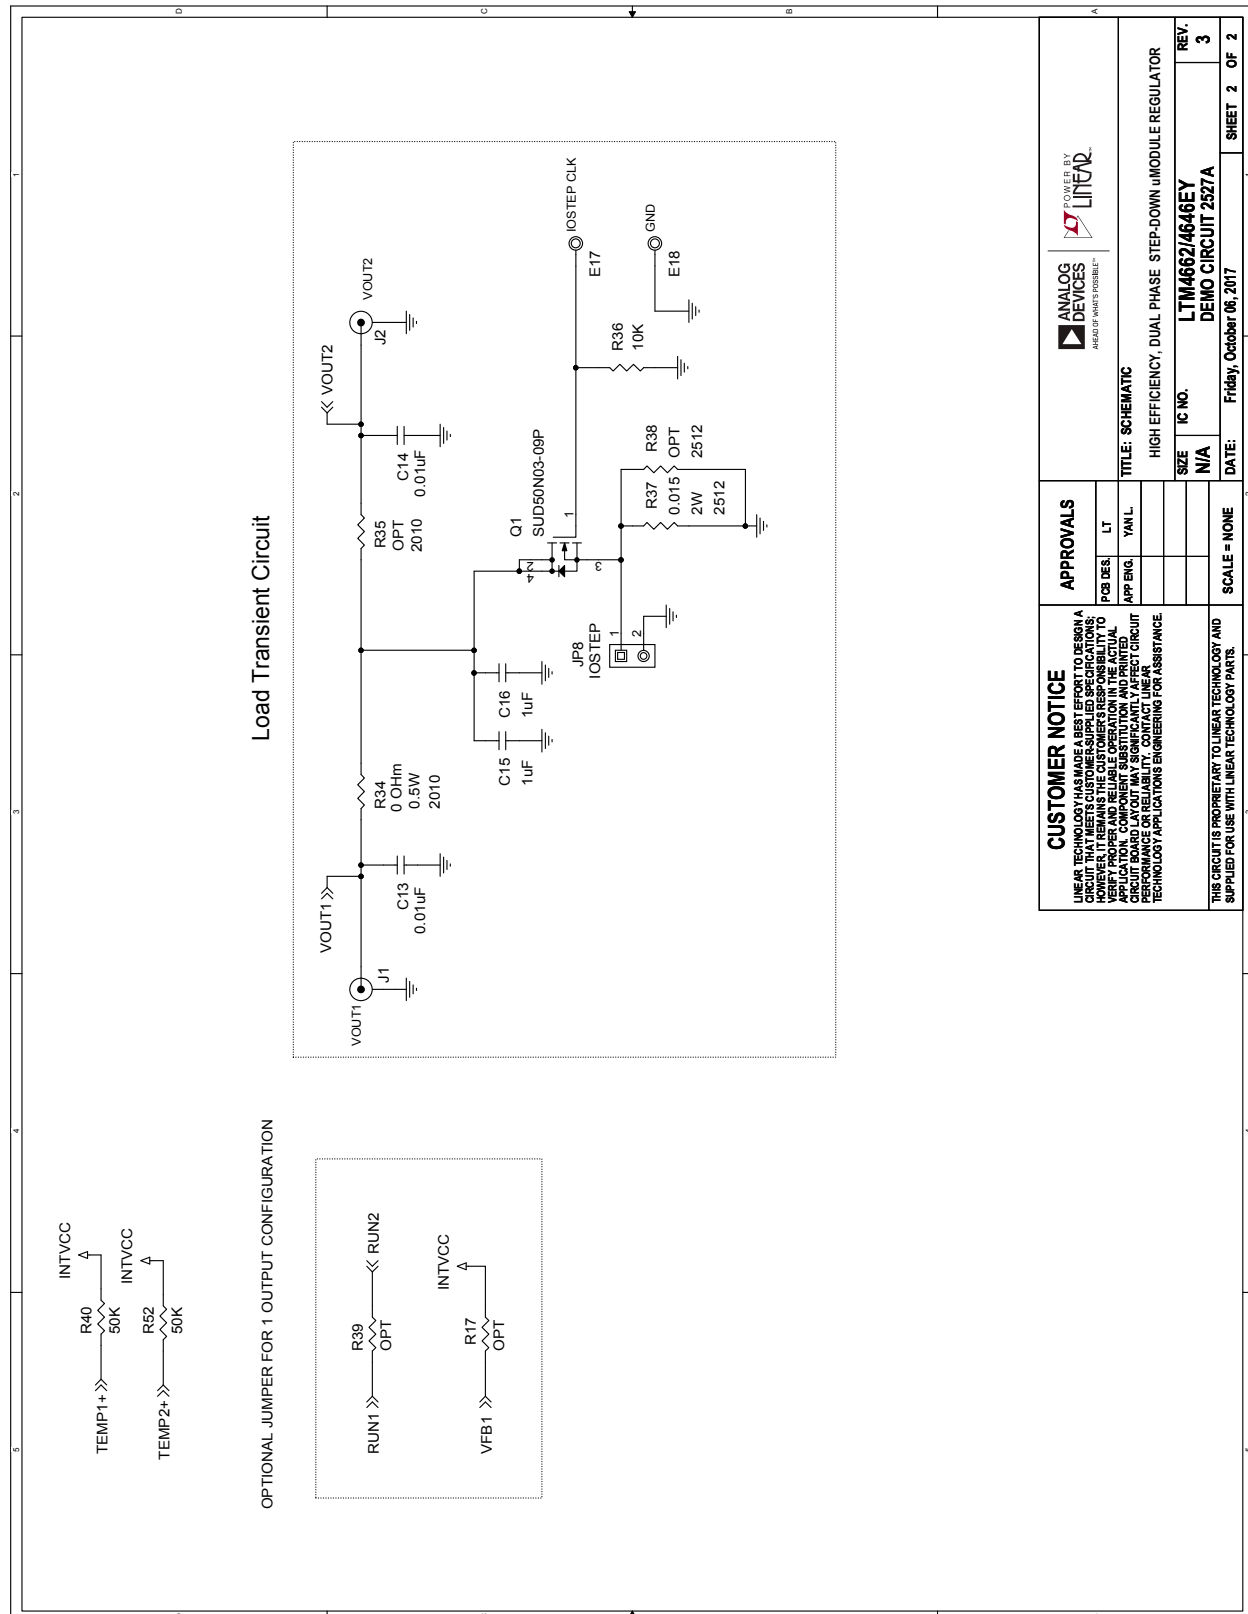 5
4
3
2
1
D
C
B
A
INTVCC
R40
50K
TEMP1+
INTVCC
R52
50K
TEMP2+
OPTIONAL JUMPER FOR 1 OUTPUT CONFIGURATION
R39
OPT
RUN1
RUN2
INTVCC
R17
OPT
VFB1
Load Transient Circuit
VOUT1
VOUT2
VOUT1
J1
C13
0.01uF
R34
0 OHm
0.5W
2010
R35
OPT
2010
C14
0.01uF
J2
VOUT2
C15
1uF
C16
1uF
Q1
SUD50N03-09P
4
2
1
3
IOSTEP CLK
E17
R36
10K
GND
E18
JP8
IOSTEP
1
2
R37
0.015
2W
2512
R38
OPT
2512
CUSTOMER NOTICE
LINEAR TECHNOLOGY HAS MADE A BEST EFFORT TO DESIGN A
CIRCUIT THAT MEETS CUSTOMER-SUPPLIED SPECIFICATIONS;
HOWEVER, IT REMAINS THE CUSTOMER'S RESPONSIBILITY TO
VERIFY PROPER AND RELIABLE OPERATION IN THE ACTUAL
APPLICATION. COMPONENT SUBSTITUTION AND PRINTED
CIRCUIT BOARD LAYOUT MAY SIGNIFICANTLY AFFECT CIRCUIT
PERFORMANCE OR RELIABILITY. CONTACT LINEAR
TECHNOLOGY APPLICATIONS ENGINEERING FOR ASSISTANCE.
THIS CIRCUIT IS PROPRIETARY TO LINEAR TECHNOLOGY AND
SUPPLIED FOR USE WITH LINEAR TECHNOLOGY PARTS.
APPROVALS
PCB DES. LT
APP ENG. YAN L.
SCALE = NONE
ANALOG
DEVICES
AHEAD OF WHAT'S POSSIBLE™
POWER BY
LINEAR™
TITLE: SCHEMATIC
HIGH EFFICIENCY, DUAL PHASE STEP-DOWN uMODULE REGULATOR
SIZE
N/A
IC NO.
LTM4662/4646EY
DEMO CIRCUIT 2527A
REV.
3
DATE: Friday, October 06, 2017
SHEET 2 OF 2